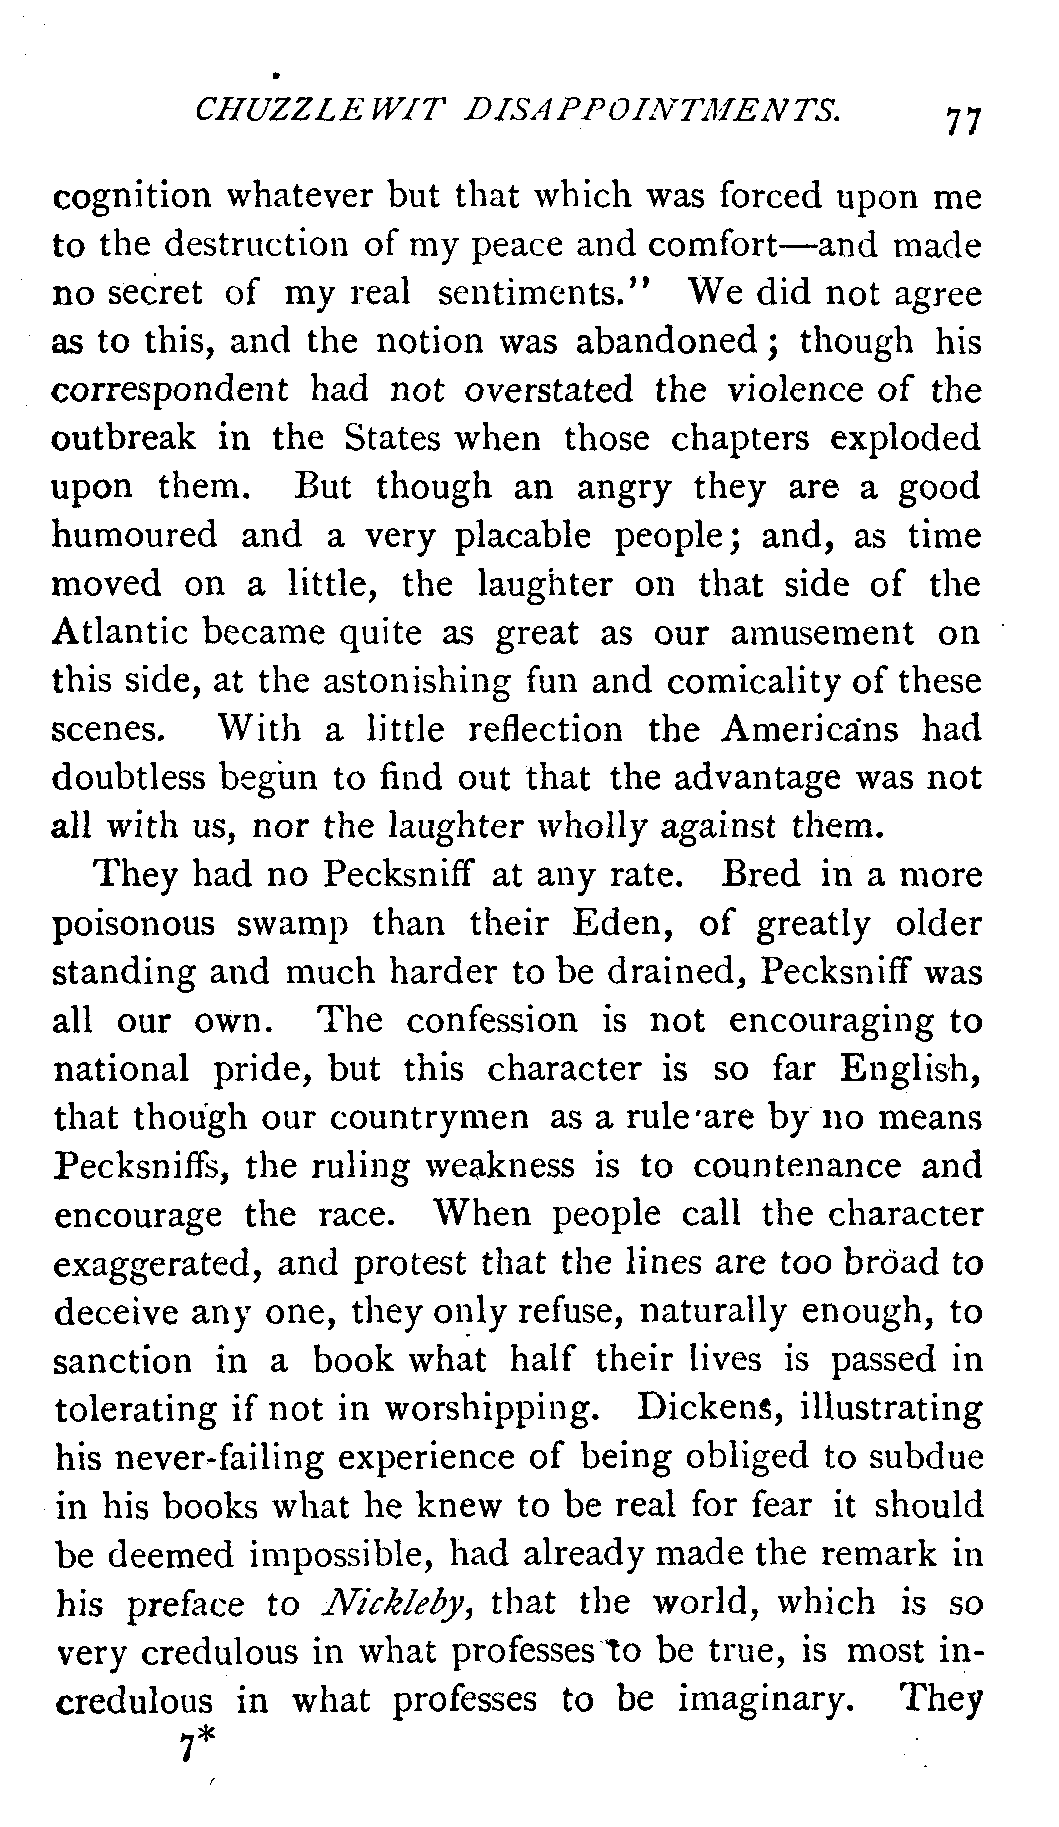 CHUZZLEWIT DISAPPOINTMENTS. 77
cognition whatever but that which was forced upon me
to the destruction of my peace and comfort—and made
no secret of my real sentiments." We did not agree
as to this, and the notion was abandoned; though his
correspondent had not overstated the violence of the
outbreak in the States when those chapters exploded
upon them. But though an angry they are a good
humoured and a very placable people; and, as time
moved on a little, the laughter on that side of the
Atlantic became quite as great as our amusement on
this side, at the astonishing fun and comicality of these
scenes. With a little reflection the Americans had
doubtless begun to find out that the advantage was not
all with us, nor the laughter wholly against them.
They had no Pecksniff at any rate. Bred in a more
poisonous swamp than their Eden, of greatly older
standing and much harder to be drained, Pecksniff was
all our own. The confession is not encouraging to
national pride, but this character is so far English,
that though our countrymen as a rule are by no means
Pecksniffs, the ruling weakness is to countenance and
encourage the race. When people call the character
exaggerated, and protest that the lines are too broad to
deceive any one, they only refuse, naturally enough, to
sanction in a book what half their lives is passed in
tolerating if not in worshipping. Dickens, illustrating
his never-failing experience of being obliged to subdue
in his books what he knew to be real for fear it should
be deemed impossible, had already made the remark in
his preface to Nickleby, that the world, which is so
very credulous in what professes to be true, is most in-
credulous in what professes to be imaginary. They
7*